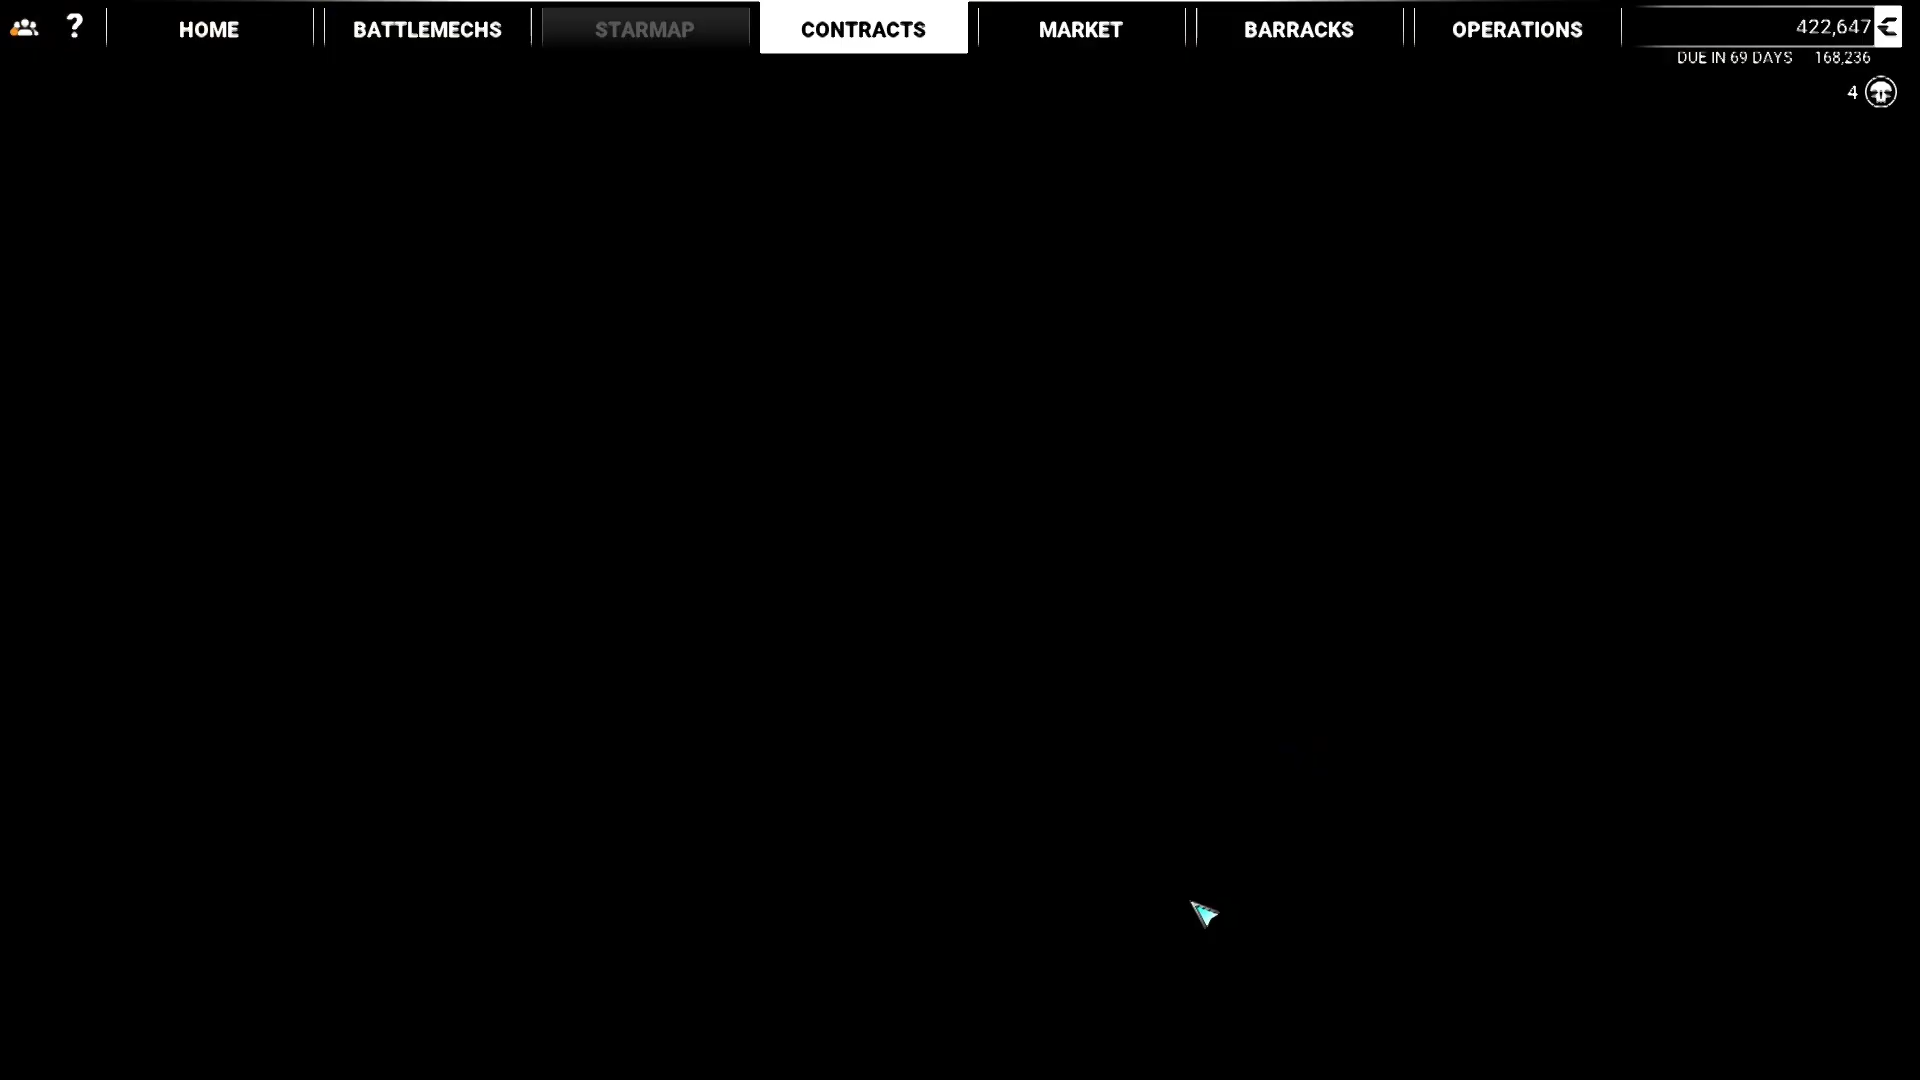 ? HOME BATTLEMECHS STARMAP CONTRACTS MARKET BARRACKS OPERATIONS 422,647
DUE IN 69 DAYS 168,236
4